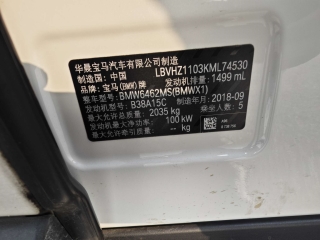 华晨宝马汽车有限公司制造
制造国：中国 LBVHZ1103KML74530
发动机排量： 1499 mL
品牌：宝马(BMW)牌
整车型号：BMW6462MS(BMWX1)
发动机型号：B38A15C
最大允许总质量：2035 kg 制造年月：2018-09
发动机最大净功率： 100 kW 乘坐人数： 5
最大允许牵引质量： - kg